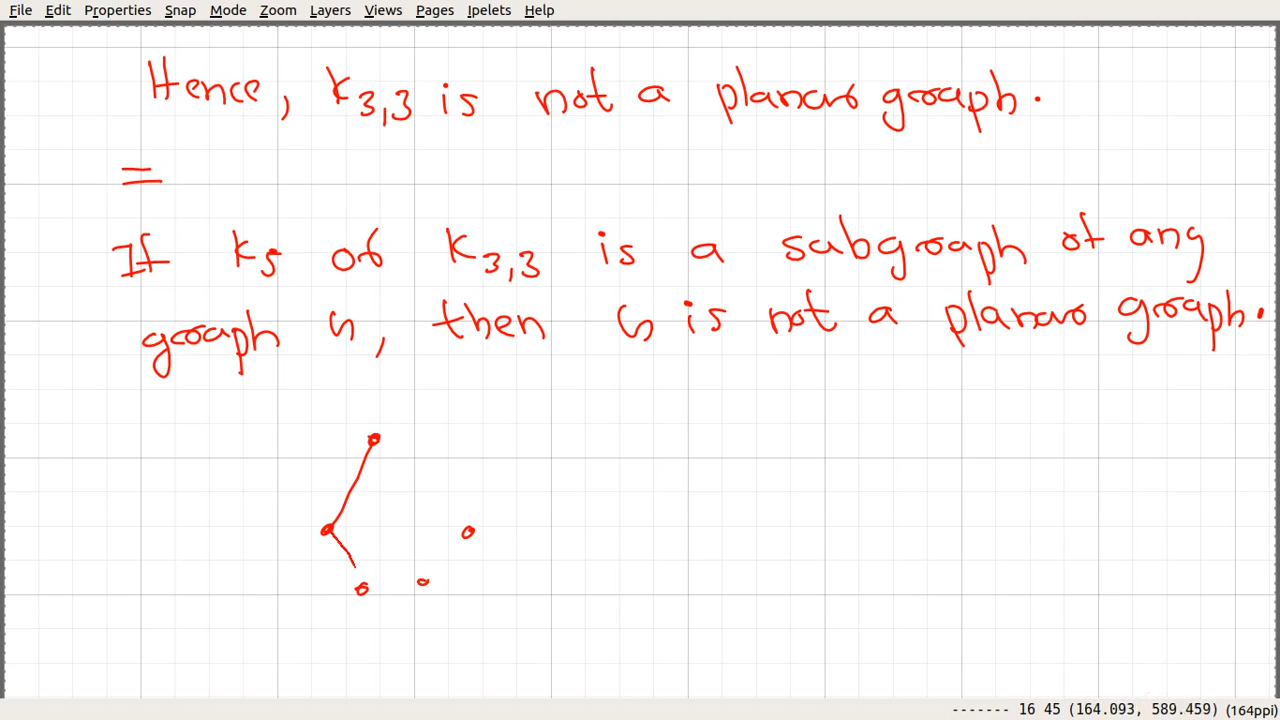 File Edit Properties Snap Mode Zoom Layers Views Pages Ipelets Help
Hence, K3,3 is not a planar graph.
=
If K5 or K3,3 is a subgraph of any
graph G, then G is not a planar graph.
------- 16 45 (164.093, 589.459) (164ppi)